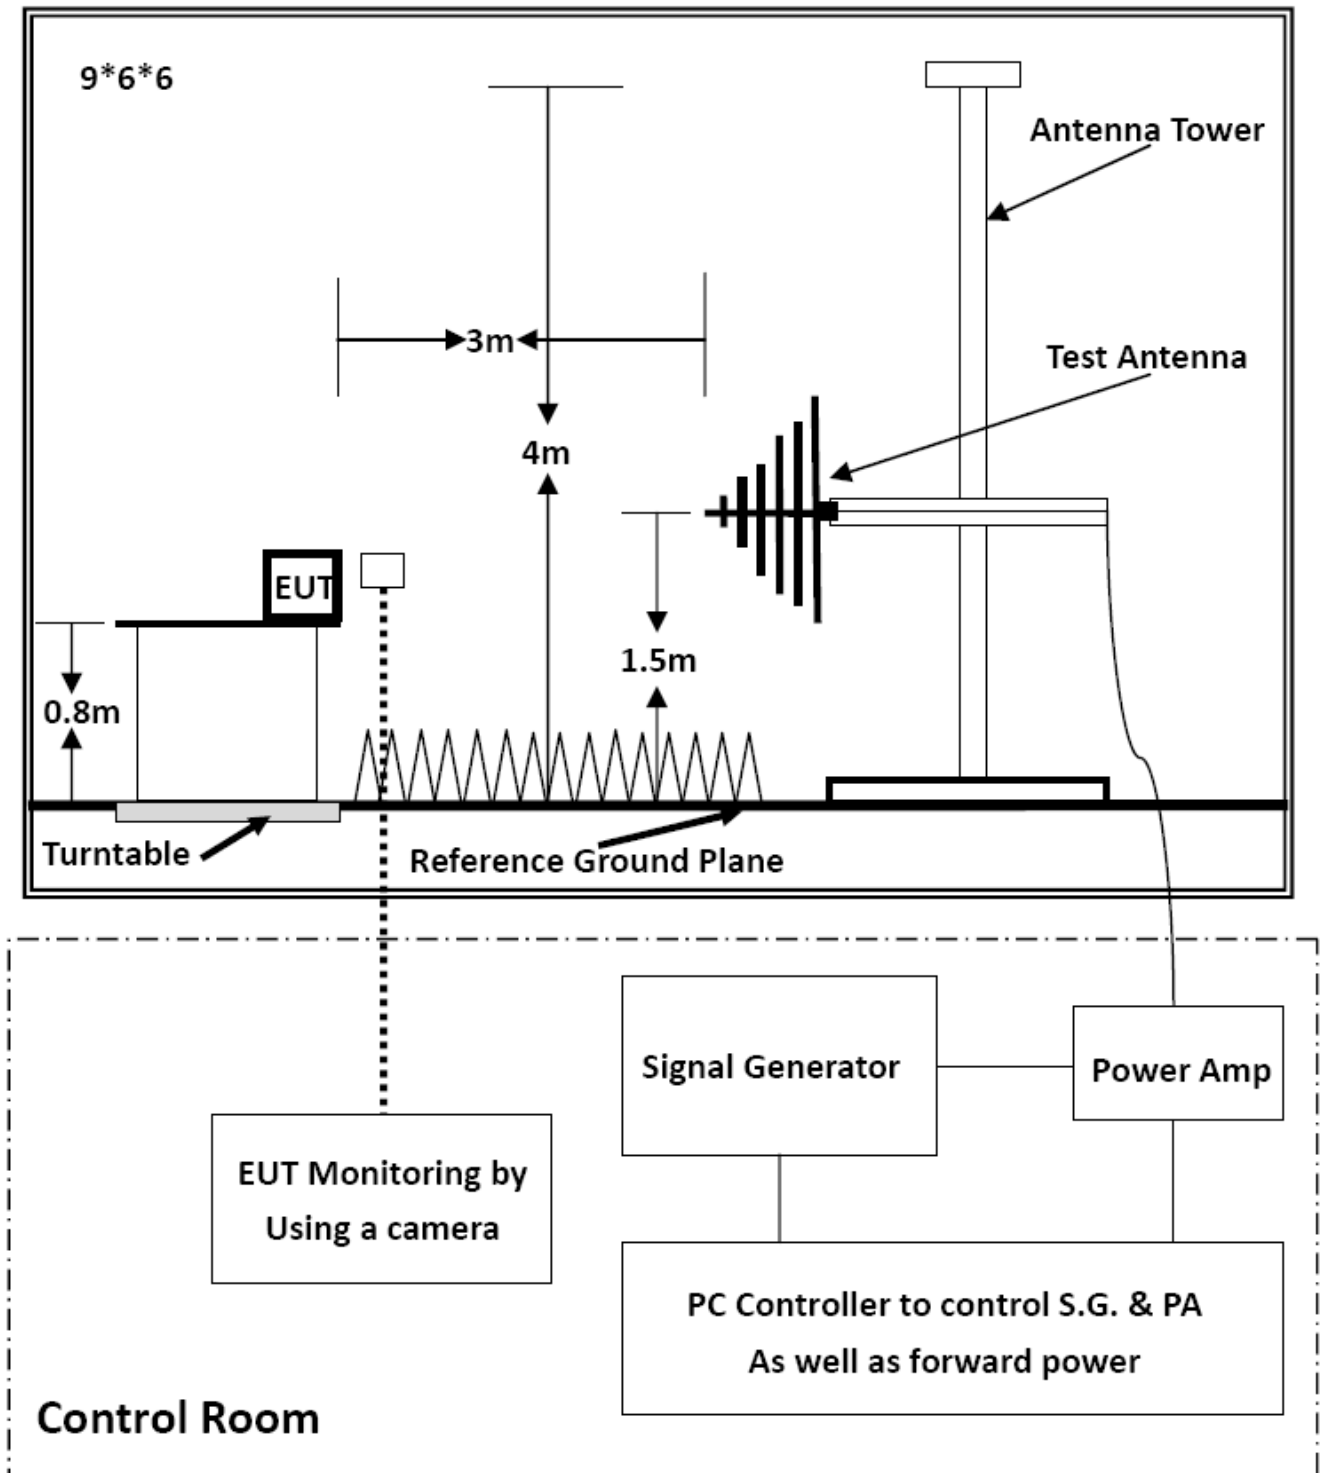 9*6*6
Antenna Tower
3m
Test Antenna
4m
EUT
1.5m
0.8m
Turntable
Reference Ground Plane
Signal Generator
Power Amp
EUT Monitoring by
Using a camera
PC Controller to control S.G. & PA
As well as forward power
Control Room